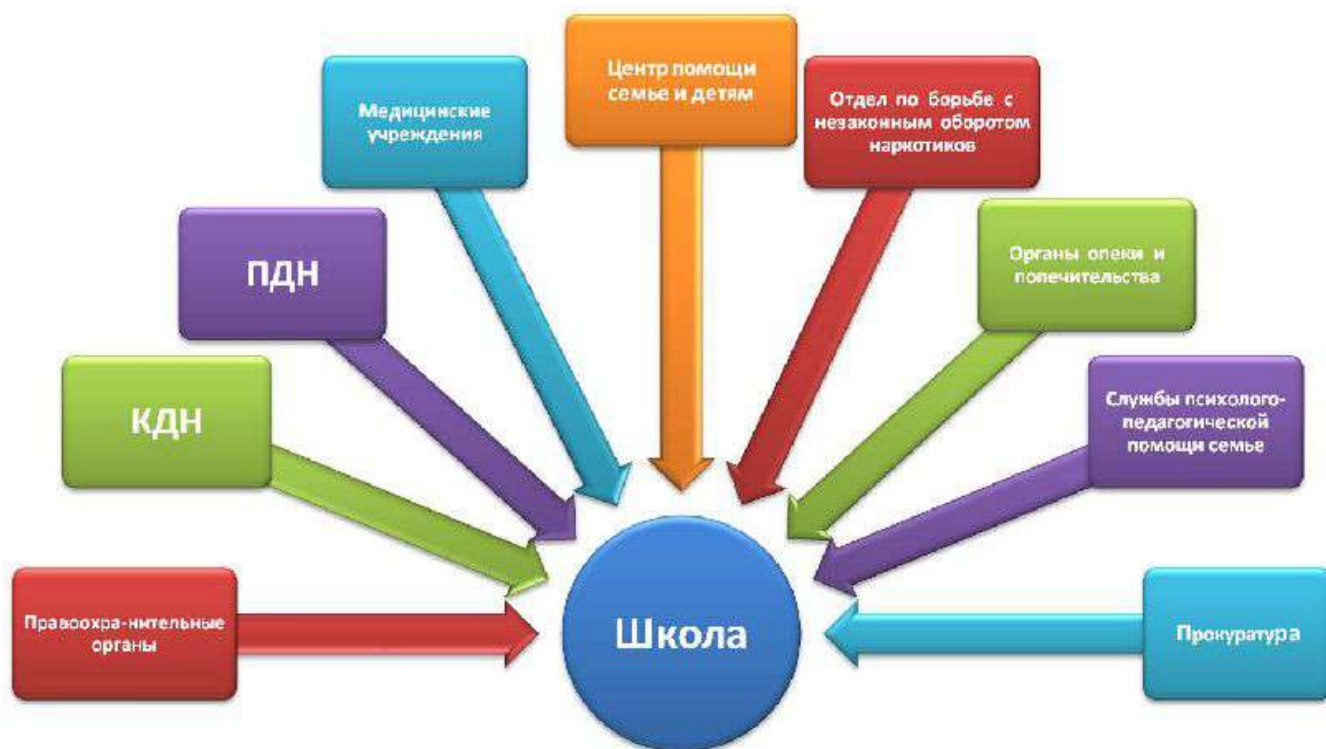 Центр помощи
семье и детям
Медицинские
учреждения
Отдел по борьбе с
незаконным оборотом
наркотиков
ПДН
Органы опеки и
попечительства
КДН
Службы психолого-
педагогической
помощи семье
Правоохра-нительные
органы
Школа
Прокуратура